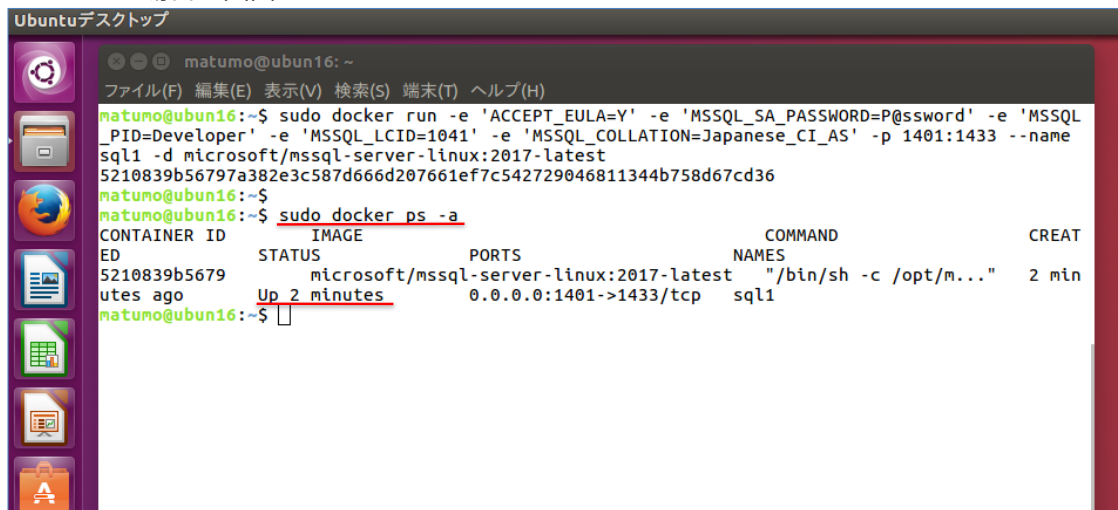 Ubuntuデスクトップ
matumo@ubun16: ~
ファイル(F) 編集(E) 表示(V) 検索(S) 端末(T) ヘルプ(H)
matumo@ubun16:~$ sudo docker run -e 'ACCEPT_EULA=Y' -e 'MSSQL_SA_PASSWORD=P@ssword' -e 'MSSQL
_PID=Developer' -e 'MSSQL_LCID=1041' -e 'MSSQL_COLLATION=Japanese_CI_AS' -p 1401:1433 --name
sql1 -d microsoft/mssql-server-linux:2017-latest
5210839b56797a382e3c587d666d207661ef7c542729046811344b758d67cd36
matumo@ubun16:~$
matumo@ubun16:~$ sudo docker ps -a
CONTAINER ID IMAGE COMMAND CREAT
ED STATUS PORTS NAMES
5210839b5679 microsoft/mssql-server-linux:2017-latest "/bin/sh -c /opt/m..." 2 min
utes ago Up 2 minutes 0.0.0.0:1401->1433/tcp sql1
matumo@ubun16:~$